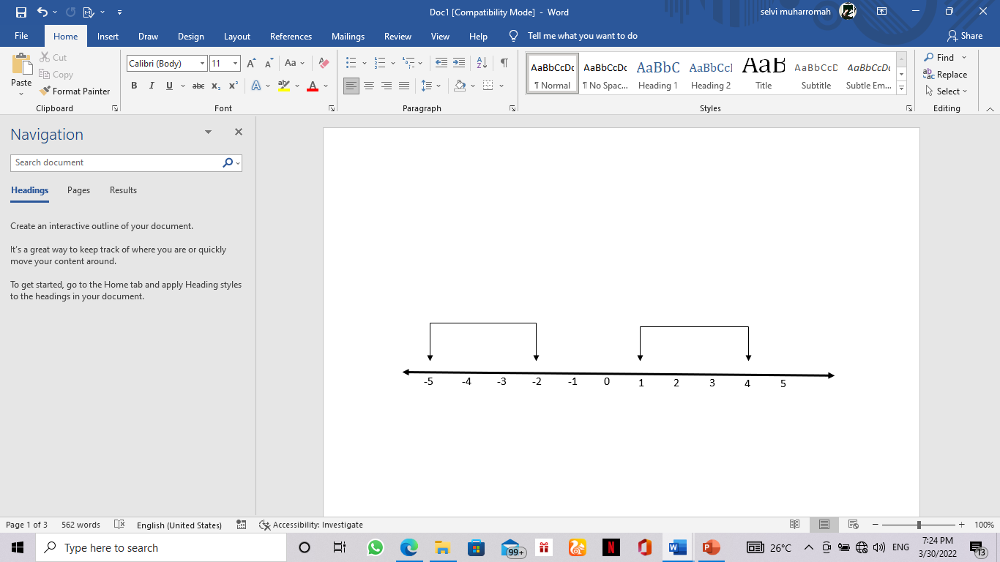 Doc1 [Compatibility Mode] - Word
selvi muharromah
File Home Insert Draw Design Layout References Mailings Review View Help Tell me what you want to do Share
Paste
Cut
Copy
Format Painter
Clipboard
Calibri (Body) 11
Aa
B I U abc x₂ x² A ab A
Font
Paragraph
AaBbCcDc AaBbCcDc AaBbC AaBbCcI AaB AaBbCcD AaBbCcDc
¶ Normal ¶ No Spac... Heading 1 Heading 2 Title Subtitle Subtle Em...
Styles
Find
Replace
Select
Editing
Navigation
Search document
Headings Pages Results
Create an interactive outline of your document.
It's a great way to keep track of where you are or quickly
move your content around.
To get started, go to the Home tab and apply Heading styles
to the headings in your document.
-5 -4 -3 -2 -1 0 1 2 3 4 5
Page 1 of 3 562 words English (United States) Accessibility: Investigate 100%
Type here to search
99+
26°C
ENG
7:24 PM
3/30/2022
13